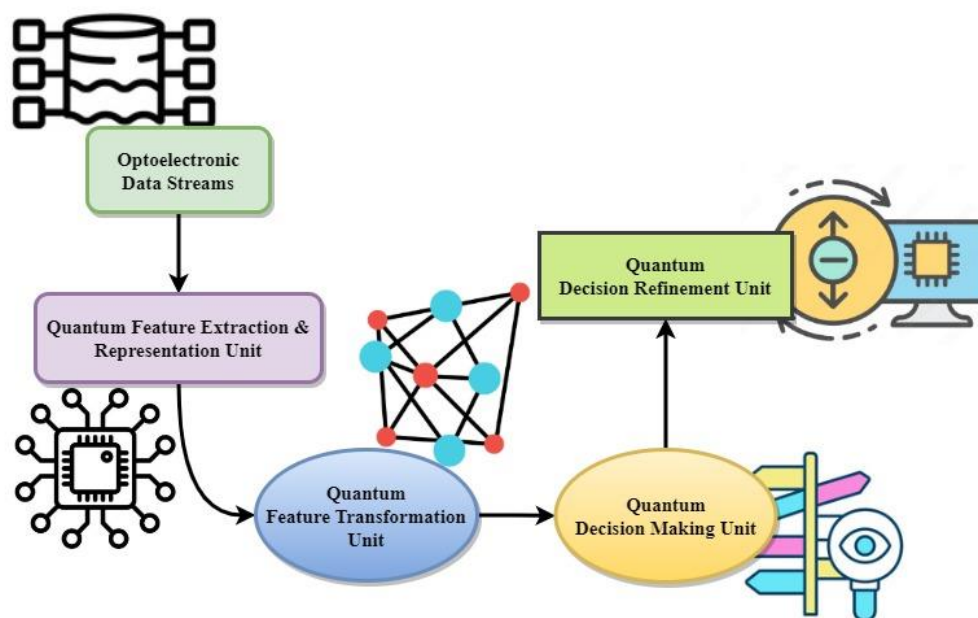 Optoelectronic
Data Streams
Quantum Feature Extraction &
Representation Unit
Quantum
Feature Transformation
Unit
Quantum
Decision Making Unit
Quantum
Decision Refinement Unit